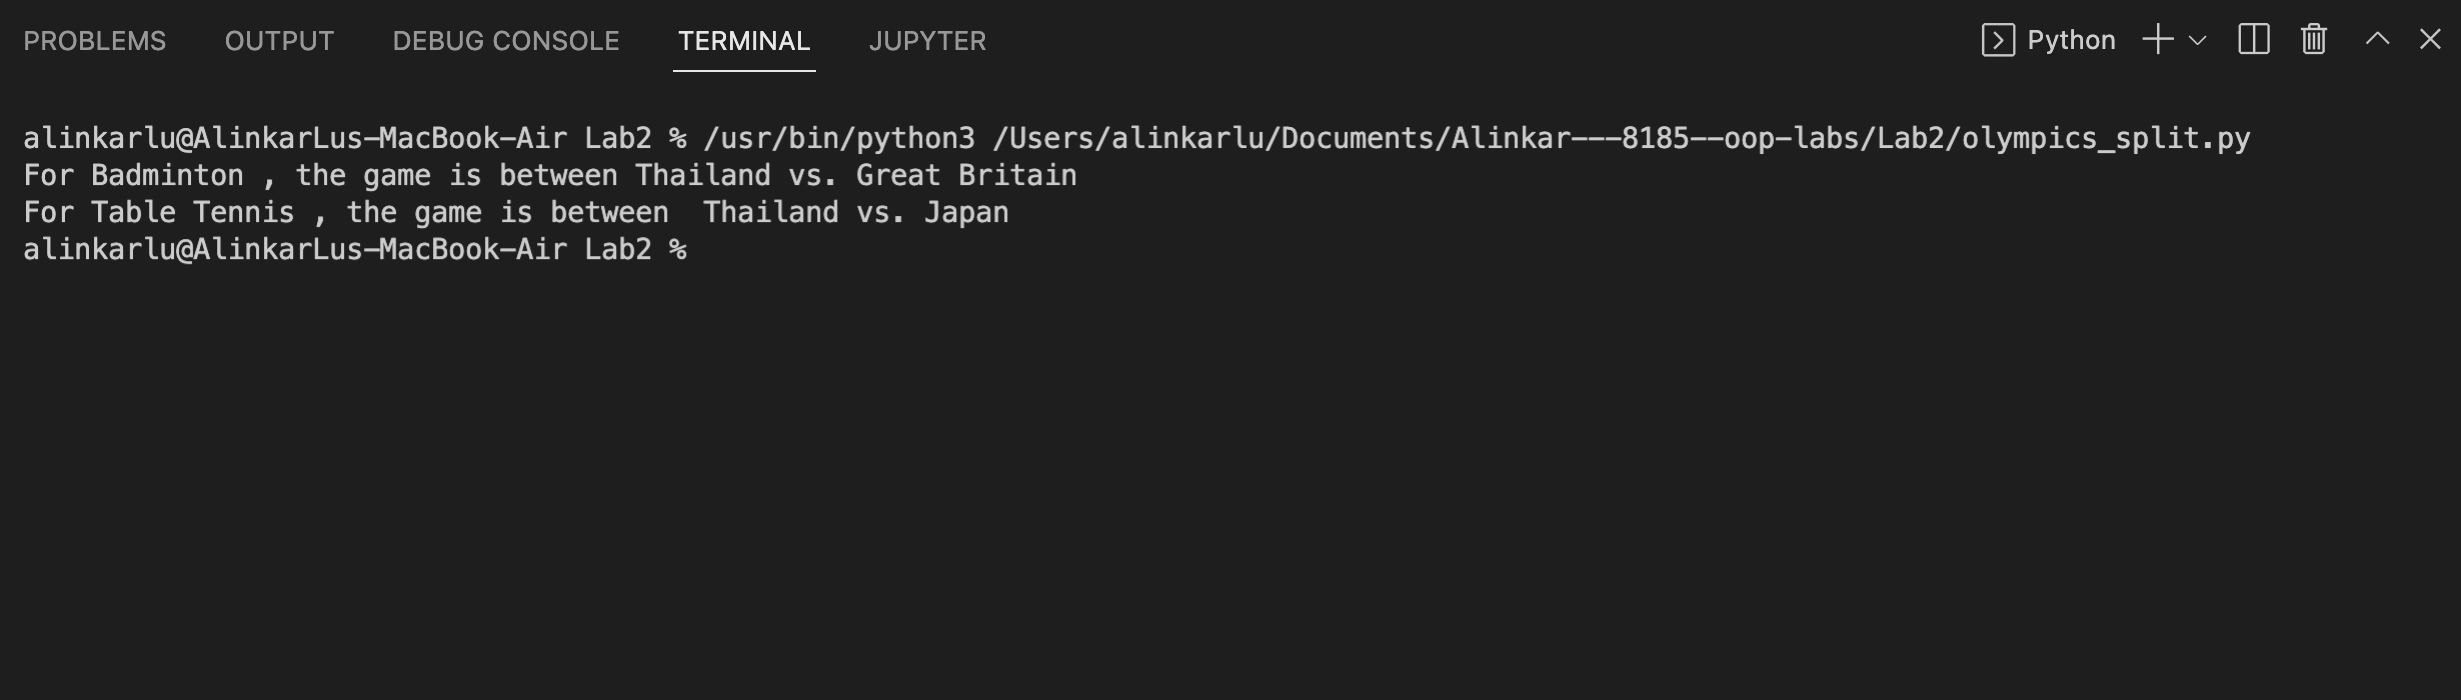 PROBLEMS OUTPUT DEBUG CONSOLE TERMINAL JUPYTER Python
alinkarlu@AlinkarLus-MacBook-Air Lab2 % /usr/bin/python3 /Users/alinkarlu/Documents/Alinkar---8185--oop-labs/Lab2/olympics_split.py
For Badminton , the game is between Thailand vs. Great Britain
For Table Tennis , the game is between  Thailand vs. Japan
alinkarlu@AlinkarLus-MacBook-Air Lab2 %